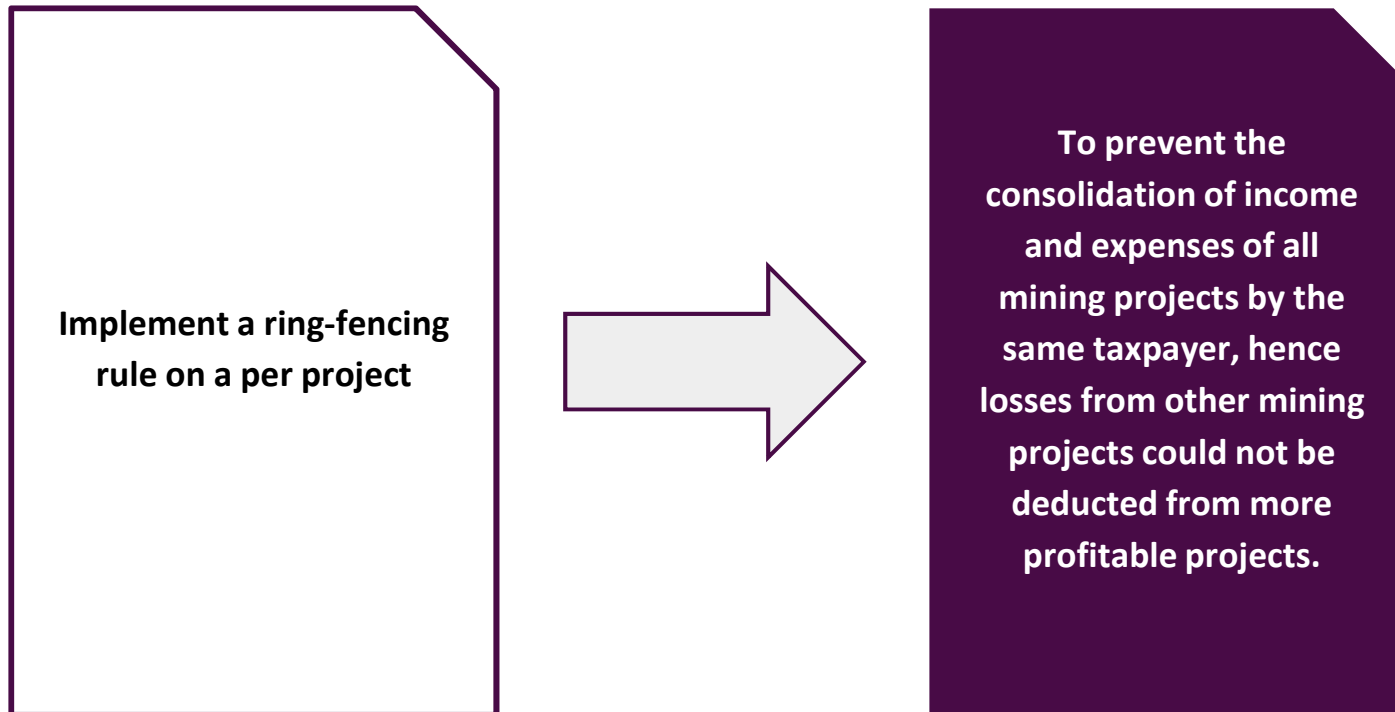 Implement a ring-fencing
rule on a per project
To prevent the
consolidation of income
and expenses of all
mining projects by the
same taxpayer, hence
losses from other mining
projects could not be
deducted from more
profitable projects.